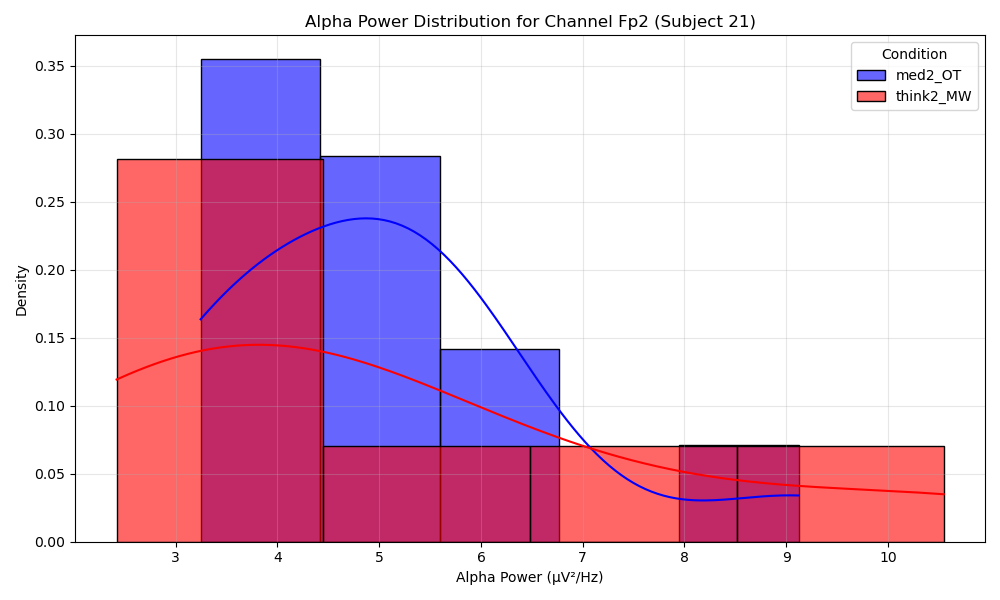 Alpha Power Distribution for Channel Fp2 (Subject 21)
Condition
med2_OT
think2_MW
Density
0.35
0.30
0.25
0.20
0.15
0.10
0.05
0.00
3 4 5 6 7 8 9 10
Alpha Power (µV²/Hz)